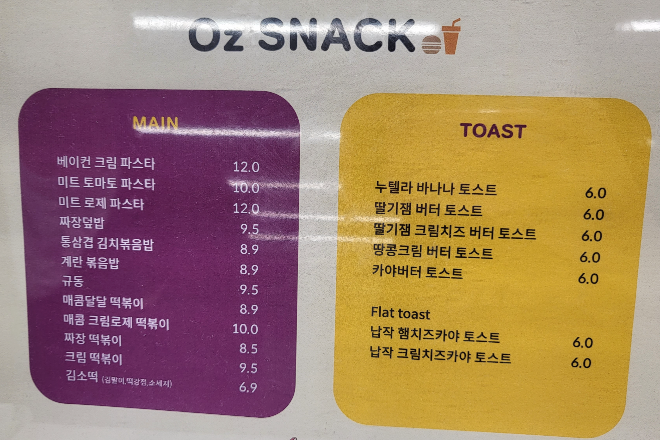 Oz SNACK
MAIN
베이컨 크림 파스타 12.0
미트 토마토 파스타 10.0
미트 로제 파스타 12.0
짜장덮밥 9.5
통삼겹 김치볶음밥 8.9
계란 볶음밥 8.9
규동 9.5
매콤달달 떡볶이 8.9
매콤 크림로제 떡볶이 10.0
짜장 떡볶이 8.5
크림 떡볶이 9.5
김소떡 (김말이,떡강정,소세지) 6.9
TOAST
누텔라 바나나 토스트 6.0
딸기잼 버터 토스트 6.0
딸기잼 크림치즈 버터 토스트 6.0
땅콩크림 버터 토스트 6.0
카야버터 토스트 6.0
Flat toast
납작 햄치즈카야 토스트 6.0
납작 크림치즈카야 토스트 6.0